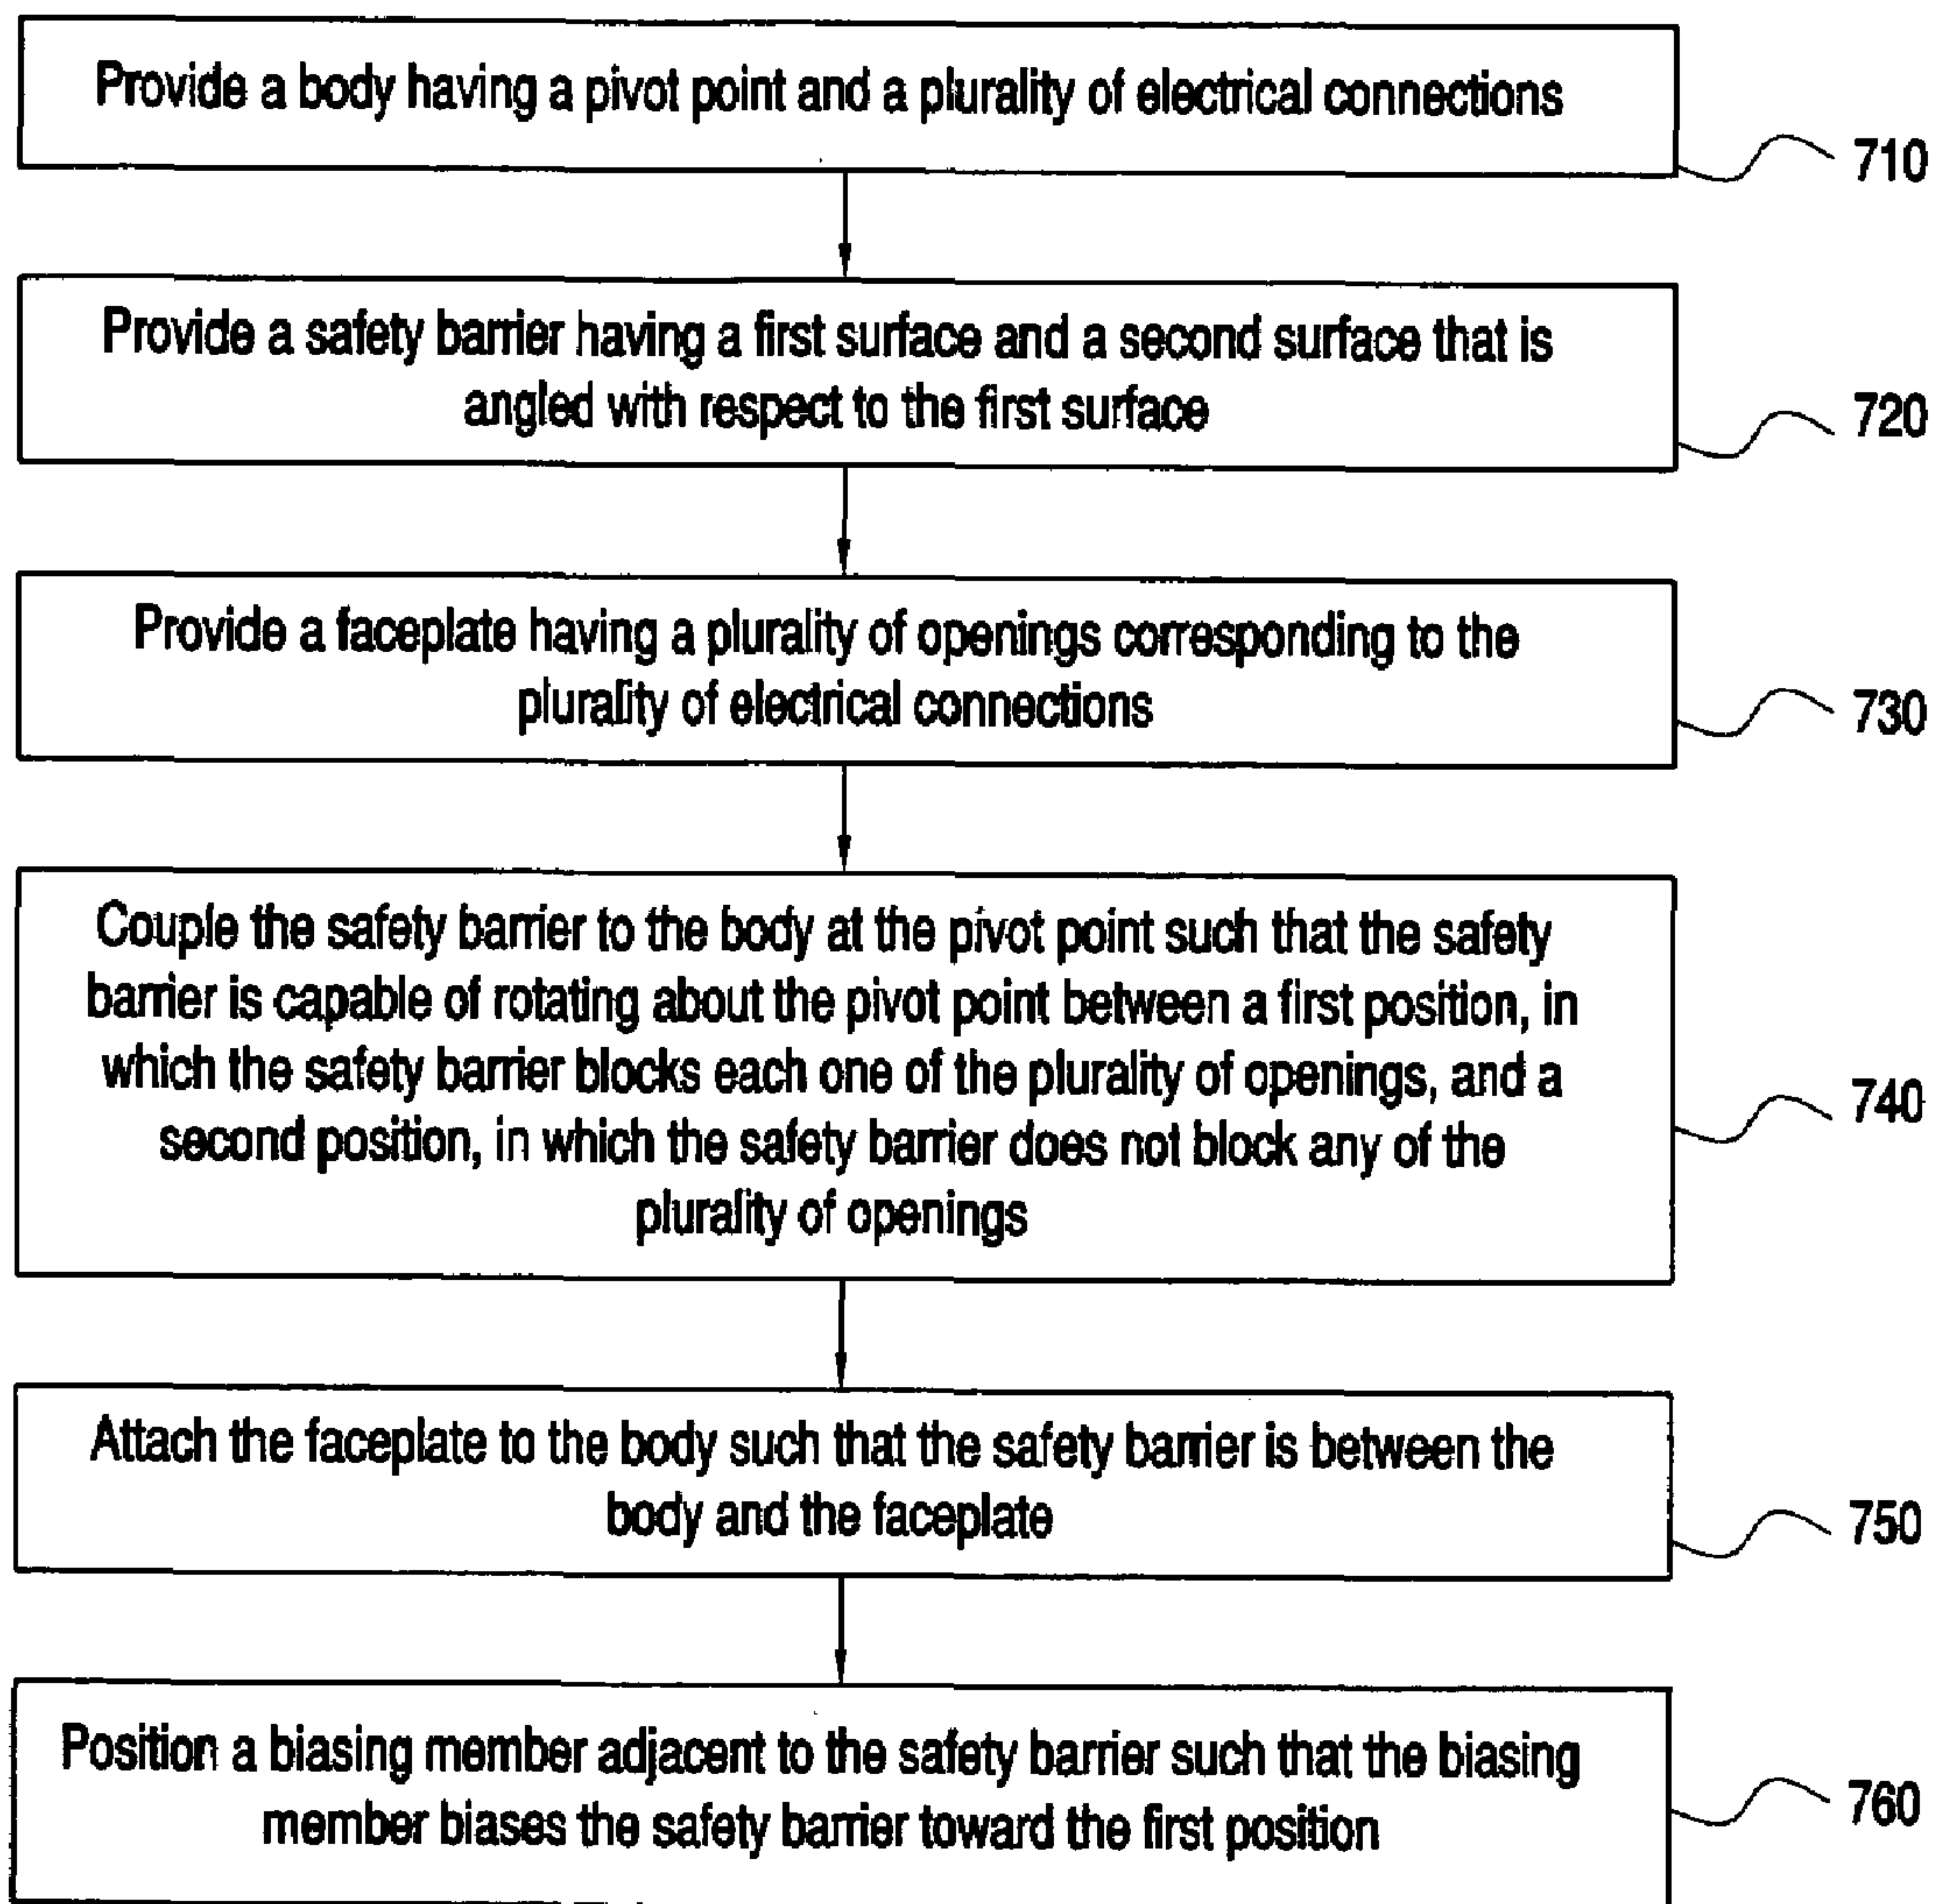 Provide a body having a pivot point and a plurality of electrical connections
710
Provide a safety barrier having a first surface and a second surface that is
angled with respect to the first surface
720
Provide a faceplate having a plurality of openings corresponding to the
plurality of electrical connections
730
Couple the safety barrier to the body at the pivot point such that the safety
barrier is capable of rotating about the pivot point between a first position, in
which the safety barrier blocks each one of the plurality of openings, and a
second position, in which the safety barrier does not block any of the
plurality of openings
740
Attach the faceplate to the body such that the safety barrier is between the
body and the faceplate
750
Position a biasing member adjacent to the safety barrier such that the biasing
member biases the safety barrier toward the first position
760